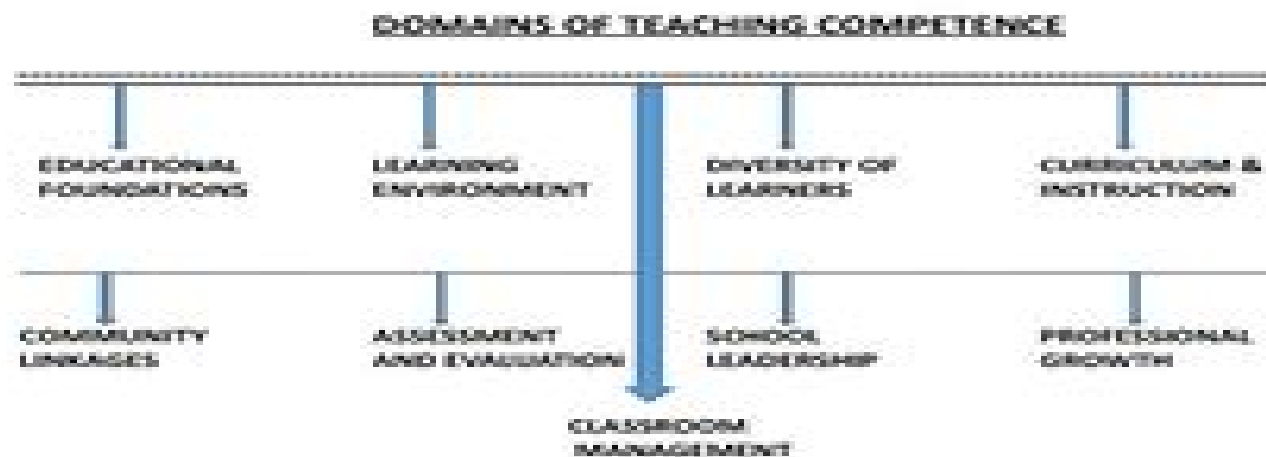 DOMAINS OF TEACHING COMPETENCE
EDUCATIONAL
FOUNDATIONS
LEARNING
ENVIRONMENT
DIVERSITY OF
LEARNERS
CURRICULUM &
INSTRUCTION
COMMUNITY
LINKAGES
ASSESSMENT
AND EVALUATION
SCHOOL
LEADERSHIP
PROFESSIONAL
GROWTH
CLASSROOM
MANAGEMENT